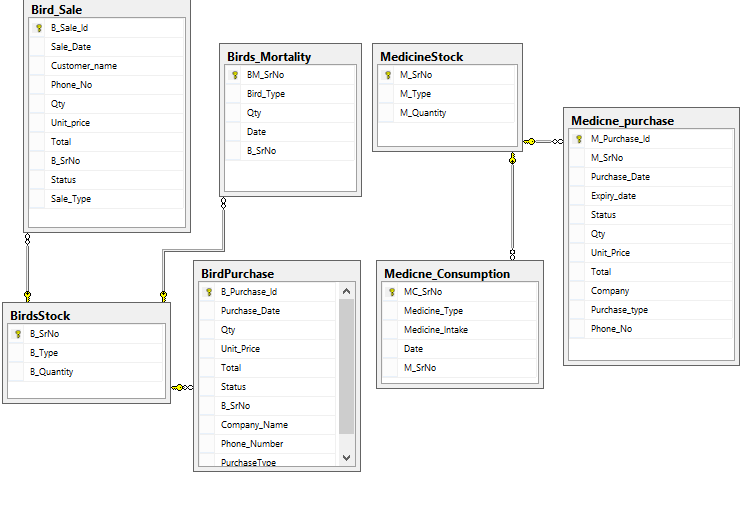 Bird_Sale
B_Sale_Id
Sale_Date
Customer_name
Phone_No
Qty
Unit_price
Total
B_SrNo
Status
Sale_Type
Birds_Mortality
BM_SrNo
Bird_Type
Qty
Date
B_SrNo
MedicineStock
M_SrNo
M_Type
M_Quantity
Medicne_purchase
M_Purchase_Id
M_SrNo
Purchase_Date
Expiry_date
Status
Qty
Unit_Price
Total
Company
Purchase_type
Phone_No
BirdsStock
B_SrNo
B_Type
B_Quantity
BirdPurchase
B_Purchase_Id
Purchase_Date
Qty
Unit_Price
Total
Status
B_SrNo
Company_Name
Phone_Number
PurchaseType
Medicne_Consumption
MC_SrNo
Medicine_Type
Medicine_Intake
Date
M_SrNo